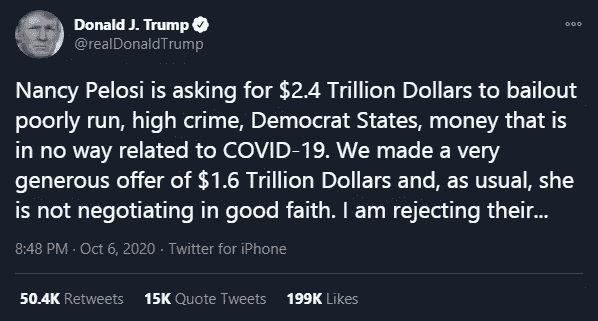 Donald J. Trump
@realDonaldTrump
Nancy Pelosi is asking for $2.4 Trillion Dollars to bailout
poorly run, high crime, Democrat States, money that is
in no way related to COVID-19. We made a very
generous offer of $1.6 Trillion Dollars and, as usual, she
is not negotiating in good faith. I am rejecting their...
8:48 PM · Oct 6, 2020 · Twitter for iPhone
50.4K Retweets 15K Quote Tweets 199K Likes